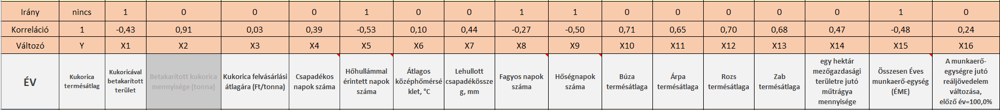 Irány nincs 1 0 0 0 1 0 0 1 1 0 0 0 0 0 1 0
Korreláció 1 -0,43 0,91 0,03 0,39 -0,53 0,10 0,44 -0,27 -0,50 0,71 0,65 0,70 0,68 0,47 -0,48 0,24
Változó Y X1 X2 X3 X4 X5 X6 X7 X8 X9 X10 X11 X12 X13 X14 X15 X16
ÉV
Kukorica
termésátlag
Kukoricával
betakarított
terület
Betakarított kukorica
mennyisége (tonna)
Kukorica felvásárlási
átlagára (Ft/tonna)
Csapadékos
napok száma
Hőhullámmal
érintett napok
száma
Átlagos
középhőmérsé
klet, °C
Lehullott
csapadékössze
g, mm
Fagyos napok
száma
Hőségnapok
száma
Búza
termésátlaga
Árpa
termésátlaga
Rozs
termésátlaga
Zab
termésátlaga
egy hektár
mezőgazdasági
területre jutó
műtrágya
mennyisége
Összesen Éves
munkaerő-egység
(ÉME)
A munkaerő-
egységre jutó
reáljövedelem
változása,
előző év=100,0%